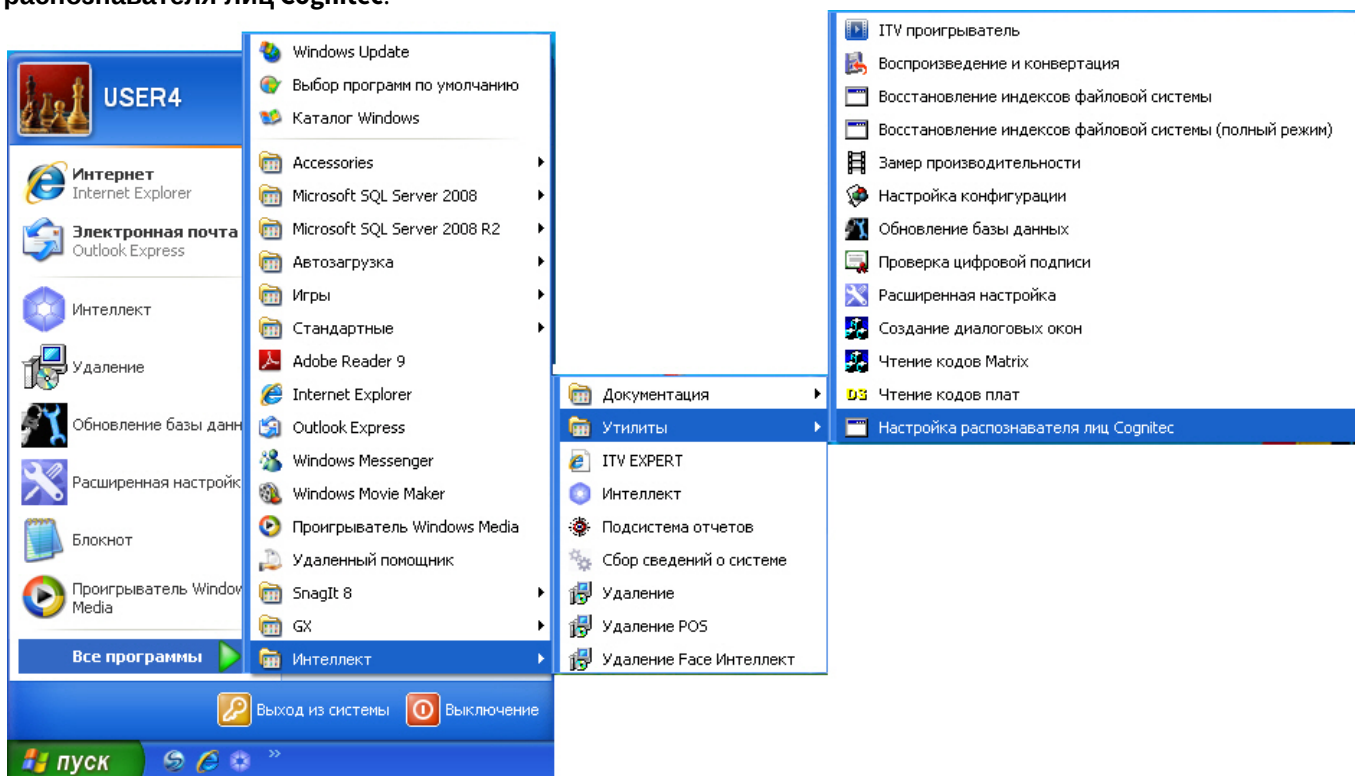 распознавателя лиц Cognitec.
USER4
Интернет
Internet Explorer
Электронная почта
Outlook Express
Интеллект
Удаление
Обновление базы данн
Расширенная настройк
Блокнот
Проигрыватель Window
Media
Все программы
Выход из системы
Выключение
пуск
»
Windows Update
Выбор программ по умолчанию
Каталог Windows
Accessories
Microsoft SQL Server 2008
Microsoft SQL Server 2008 R2
Автозагрузка
Игры
Стандартные
Adobe Reader 9
Internet Explorer
Outlook Express
Windows Messenger
Windows Movie Maker
Проигрыватель Windows Media
Удаленный помощник
SnagIt 8
GX
Интеллект
Документация
Утилиты
ITV EXPERT
Интеллект
Подсистема отчетов
Сбор сведений о системе
Удаление
Удаление POS
Удаление Face Интеллект
ITV проигрыватель
Воспроизведение и конвертация
Восстановление индексов файловой системы
Восстановление индексов файловой системы (полный режим)
Замер производительности
Настройка конфигурации
Обновление базы данных
Проверка цифровой подписи
Расширенная настройка
Создание диалоговых окон
Чтение кодов Matrix
Чтение кодов плат
Настройка распознавателя лиц Cognitec